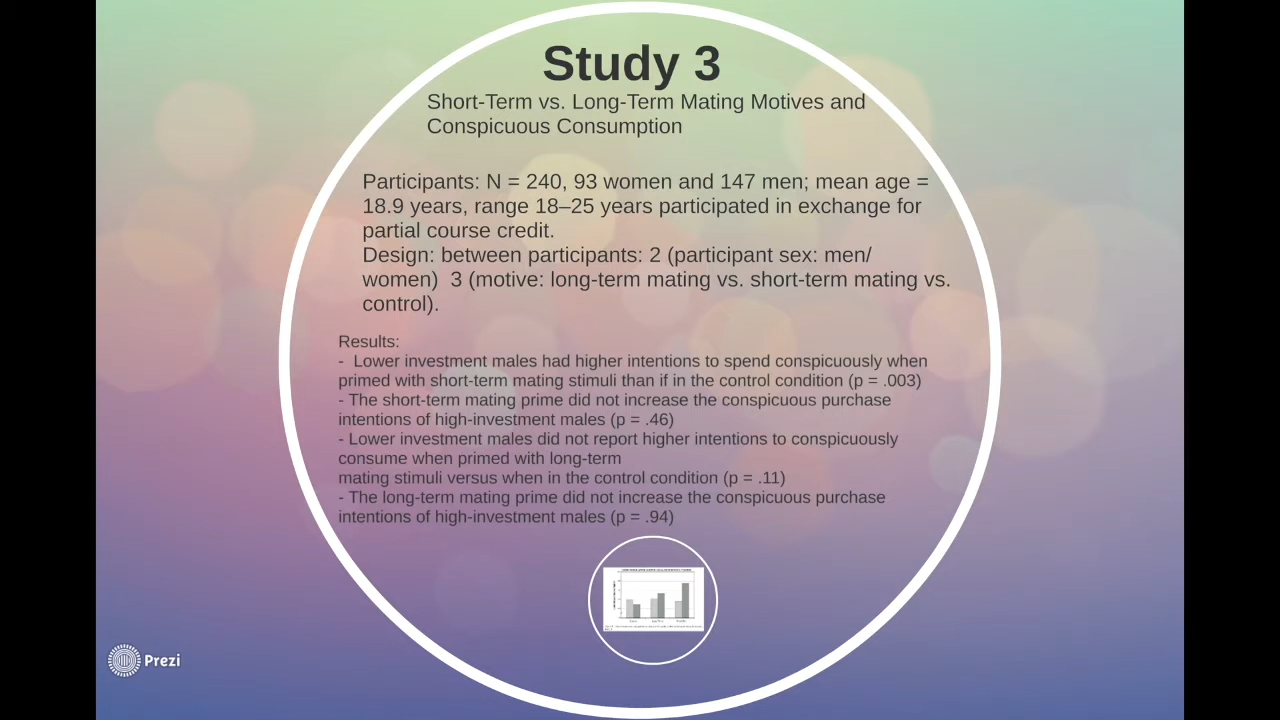 Study 3
Short-Term vs. Long-Term Mating Motives and
Conspicuous Consumption
Participants: N = 240, 93 women and 147 men; mean age =
18.9 years, range 18–25 years participated in exchange for
partial course credit.
Design: between participants: 2 (participant sex: men/
women)  3 (motive: long-term mating vs. short-term mating vs.
control).
Results:
-  Lower investment males had higher intentions to spend conspicuously when
primed with short-term mating stimuli than if in the control condition (p = .003)
- The short-term mating prime did not increase the conspicuous purchase
intentions of high-investment males (p = .46)
- Lower investment males did not report higher intentions to conspicuously
consume when primed with long-term
mating stimuli versus when in the control condition (p = .11)
- The long-term mating prime did not increase the conspicuous purchase
intentions of high-investment males (p = .94)
Prezi